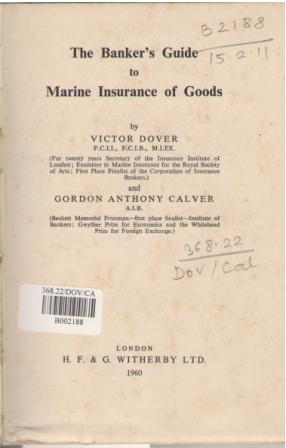 B2188
15.2.11
The Banker's Guide
to
Marine Insurance of Goods
by
VICTOR DOVER
F.C.I.I., F.C.I.B., M.I.EX.
(For twenty years Secretary of the Insurance Institute of
London; Examiner in Marine Insurance for the Royal Society
of Arts; First Place Finalist of the Corporation of Insurance
Brokers.)
and
GORDON ANTHONY CALVER
A.I.B.
(Beckett Memorial Prizeman—first place finalist—Institute of
Bankers; Gwyther Prize for Economics and the Whitehead
Prize for Foreign Exchange.)
368.22
Dov/Cal
368.22/DOV/CA
B002188
LONDON
H. F. & G. WITHERBY LTD.
1960